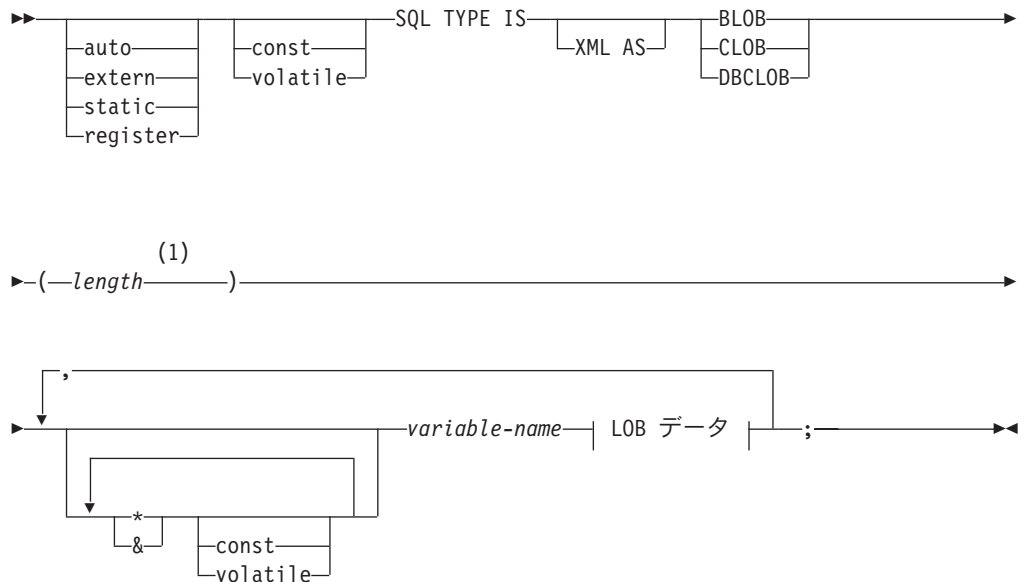 SQL TYPE IS BLOB
auto const XML AS CLOB
extern volatile DBCLOB
static
register
(1)
( length )
,
variable-name LOB データ ;
*
& const
volatile